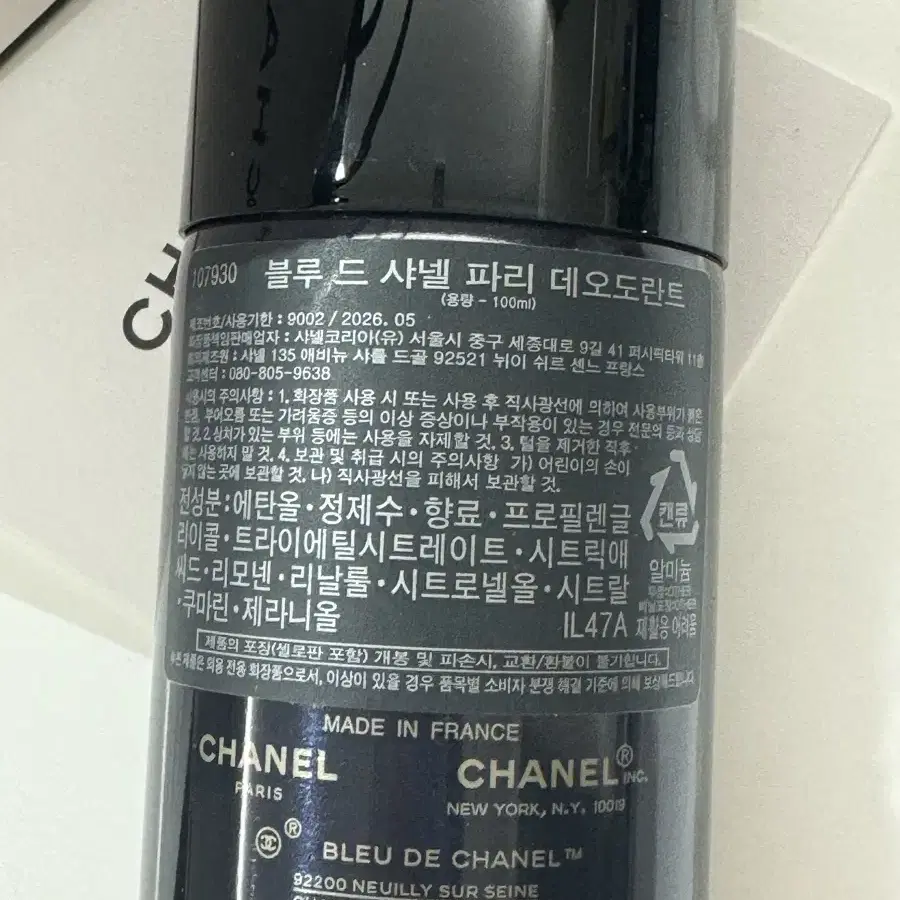 CHA
CH
107930 블루 드 샤넬 파리 데오도란트
(용량 - 100ml)
제조번호/사용기한 : 9002 / 2026. 05
화장품책임판매업자 : 샤넬코리아(유) 서울시 중구 세종대로 9길 41 퍼시픽타워 11층
샤넬 135 애비뉴 샤를 드골 92521 뉘이 쉬르 센느 프랑스
고객센터 : 080-805-9638
사용시의 주의사항 : 1. 화장품 사용 시 또는 사용 후 직사광선에 의하여 사용부위가 붉은
반점, 부어오름 또는 가려움증 등의 이상 증상이나 부작용이 있는 경우 전문의 등과 상담
할 것. 2. 상처가 있는 부위 등에는 사용을 자제할 것. 3. 털을 제거한 직후
에는 사용하지 말 것. 4. 보관 및 취급 시의 주의사항 가) 어린이의 손이
닿지 않는 곳에 보관할 것. 나) 직사광선을 피해서 보관할 것.
전성분:에탄올·정제수·향료·프로필렌글
라이콜·트라이에틸시트레이트·시트릭애
씨드·리모넨·리날룰·시트로넬올·시트랄
·쿠마린·제라니올
캔류
알미늄
IL47A 재활용 어려움
제품의 포장(셀로판 포함) 개봉 및 파손시, 교환/환불이 불가합니다.
본 제품은 외용 전용 화장품으로서, 이상이 있을 경우 품목별 소비자 분쟁 해결 기준에 의해 보상해드립니다
MADE IN FRANCE
CHANEL
PARIS
CHANEL® INC.
NEW YORK, N.Y. 10019
®
BLEU DE CHANEL™
92200 NEUILLY SUR SEINE